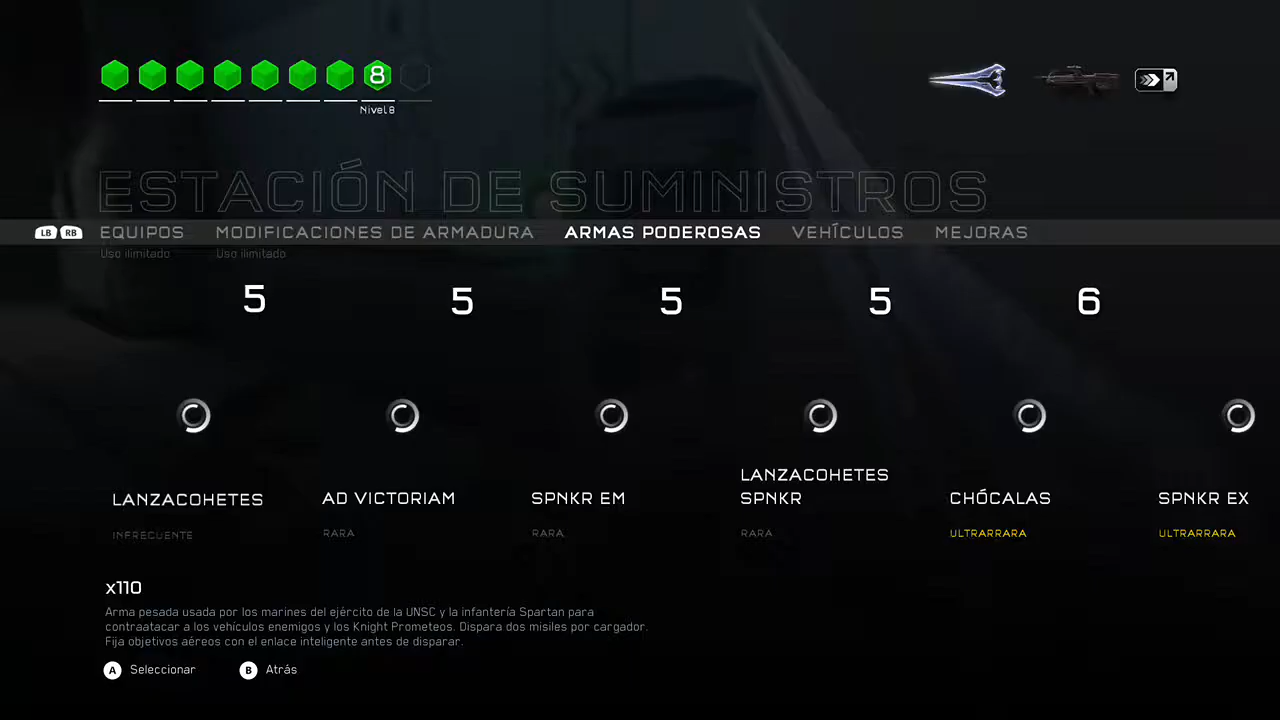 8
Nivel 8
ESTACIÓN DE SUMINISTROS
LB RB EQUIPOS MODIFICACIONES DE ARMADURA ARMAS PODEROSAS VEHÍCULOS MEJORAS
Uso ilimitado Uso ilimitado
5 5 5 5 6
LANZACOHETES AD VICTORIAM SPNKR EM LANZACOHETES
SPNKR CHÓCALAS SPNKR EX
INFRECUENTE RARA RARA RARA ULTRARRARA ULTRARRARA
x110
Arma pesada usada por los marines del ejército de la UNSC y la infantería Spartan para
contraatacar a los vehículos enemigos y los Knight Prometeos. Dispara dos misiles por cargador.
Fija objetivos aéreos con el enlace inteligente antes de disparar.
A Seleccionar B Atrás